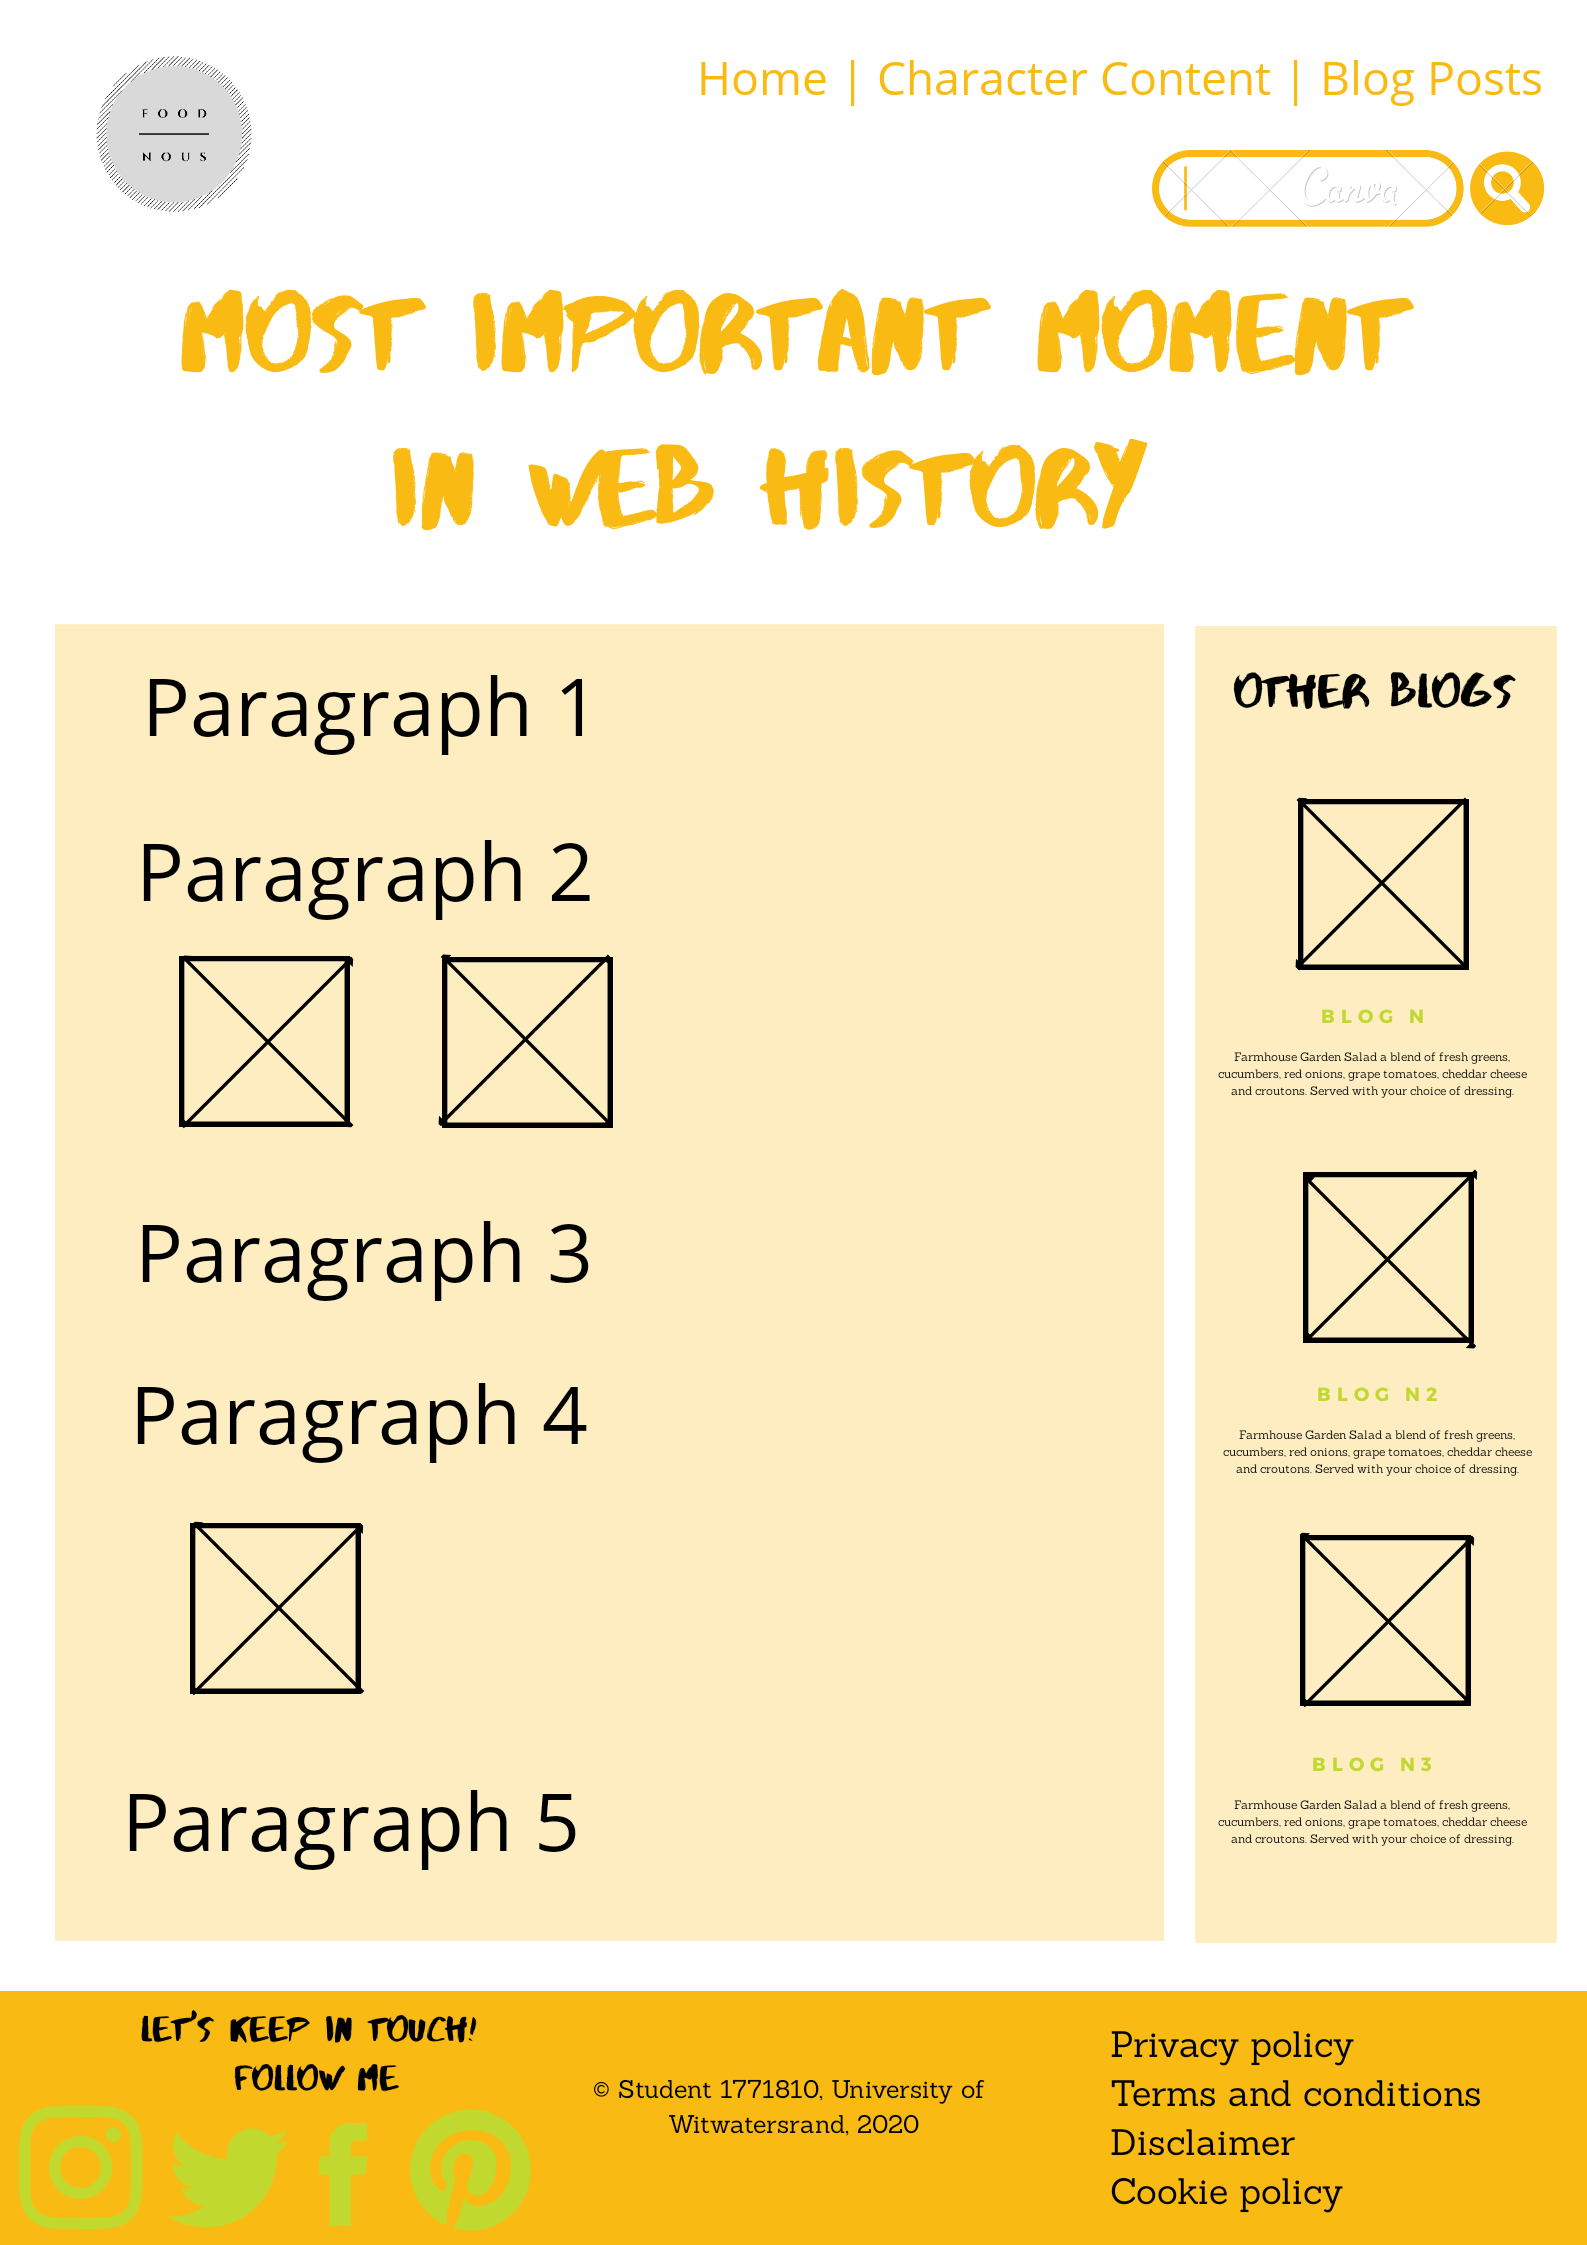 FOOD
NOUS
Home | Character Content | Blog Posts
Canva
MOST IMPORTANT MOMENT
IN WEB HISTORY
Paragraph 1
Paragraph 2
Paragraph 3
Paragraph 4
Paragraph 5
OTHER BLOGS
BLOG N
Farmhouse Garden Salad a blend of fresh greens,
cucumbers, red onions, grape tomatoes, cheddar cheese
and croutons. Served with your choice of dressing.
BLOG N2
Farmhouse Garden Salad a blend of fresh greens,
cucumbers, red onions, grape tomatoes, cheddar cheese
and croutons. Served with your choice of dressing.
BLOG N3
Farmhouse Garden Salad a blend of fresh greens,
cucumbers, red onions, grape tomatoes, cheddar cheese
and croutons. Served with your choice of dressing.
LET'S KEEP IN TOUCH!
FOLLOW ME
© Student 1771810, University of
Witwatersrand, 2020
Privacy policy
Terms and conditions
Disclaimer
Cookie policy